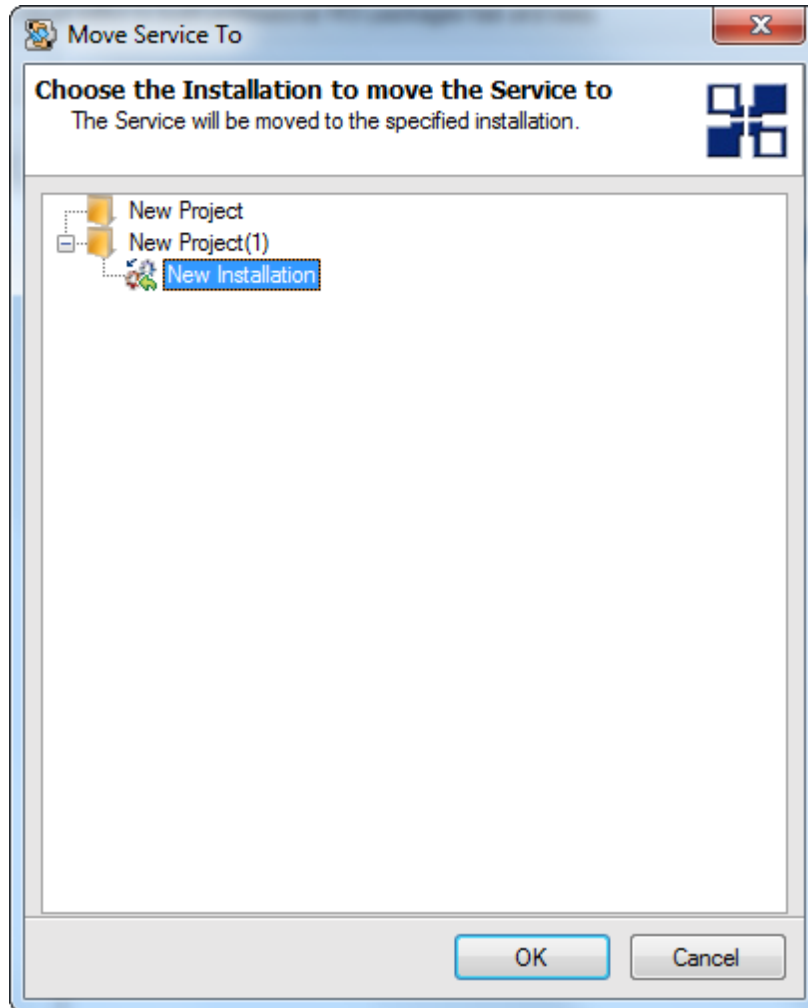 Move Service To
Choose the Installation to move the Service to
The Service will be moved to the specified installation.
New Project
New Project(1)
New Installation
OK
Cancel